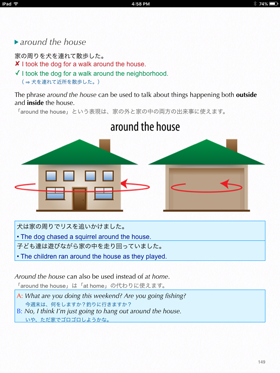 iPad
4:58 PM
74%
around the house
家の周りを犬を連れて散歩した。
✗ I took the dog for a walk around the house.
✓ I took the dog for a walk around the neighborhood.
(⇒ 犬を連れて近所を散歩した。)
The phrase around the house can be used to talk about things happening both outside
and inside the house.
「around the house」という表現は、家の外と家の中の両方の出来事に使えます。
around the house
犬は家の周りでリスを追いかけました。
• The dog chased a squirrel around the house.
子ども達は遊びながら家の中を走り回っていました。
• The children ran around the house as they played.
Around the house can also be used instead of at home.
「around the house」は「at home」の代わりに使えます。
A: What are you doing this weekend? Are you going fishing?
今週末は、何をしますか？釣りに行きますか？
B: No, I think I'm just going to hang out around the house.
いや、ただ家でゴロゴロしようかな。
149